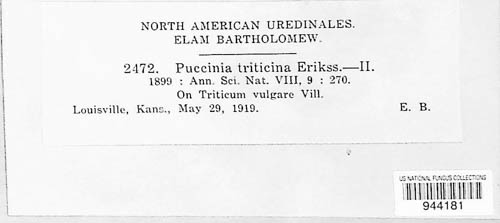 NORTH AMERICAN UREDINALES.
ELAM BARTHOLOMEW.
2472. Puccinia triticina Erikss.—II.
1899 : Ann. Sci. Nat. VIII, 9 : 270.
On Triticum vulgare Vill.
Louisville, Kans., May 29, 1919. E. B.
US NATIONAL FUNGUS COLLECTIONS
944181